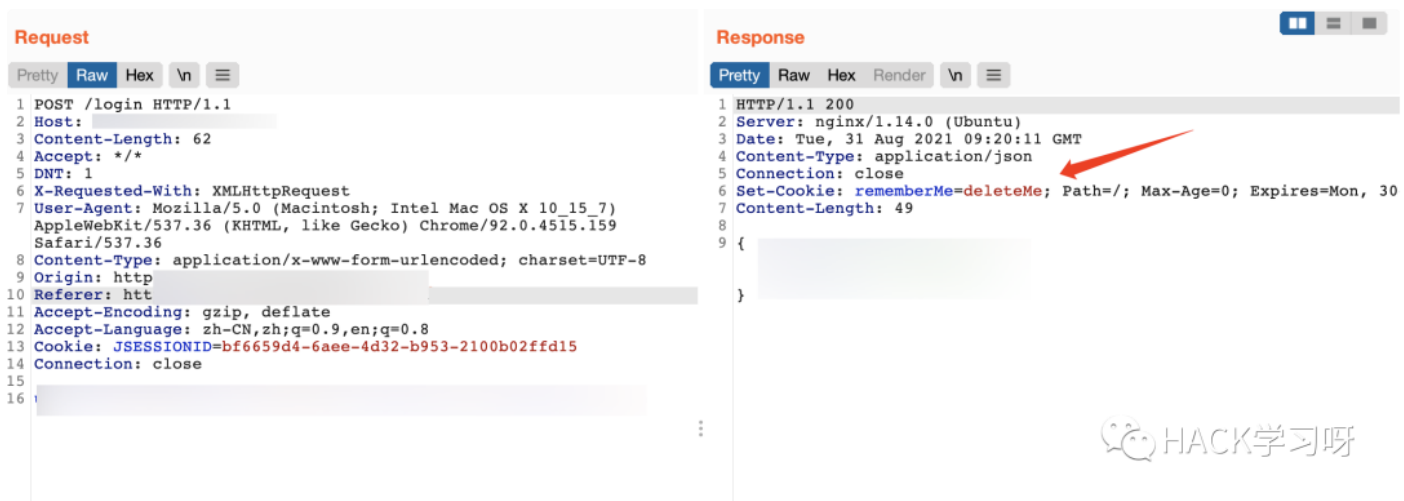 Request
Pretty Raw Hex \n
1 POST /login HTTP/1.1
2 Host:
3 Content-Length: 62
4 Accept: */*
5 DNT: 1
6 X-Requested-With: XMLHttpRequest
7 User-Agent: Mozilla/5.0 (Macintosh; Intel Mac OS X 10_15_7)
AppleWebKit/537.36 (KHTML, like Gecko) Chrome/92.0.4515.159
Safari/537.36
8 Content-Type: application/x-www-form-urlencoded; charset=UTF-8
9 Origin: http
10 Referer: htt
11 Accept-Encoding: gzip, deflate
12 Accept-Language: zh-CN,zh;q=0.9,en;q=0.8
13 Cookie: JSESSIONID=bf6659d4-6aee-4d32-b953-2100b02ffd15
14 Connection: close
15
16
Response
Pretty Raw Hex Render \n
1 HTTP/1.1 200
2 Server: nginx/1.14.0 (Ubuntu)
3 Date: Tue, 31 Aug 2021 09:20:11 GMT
4 Content-Type: application/json
5 Connection: close
6 Set-Cookie: rememberMe=deleteMe; Path=/; Max-Age=0; Expires=Mon, 30
7 Content-Length: 49
8
9 {
}
HACK学习呀